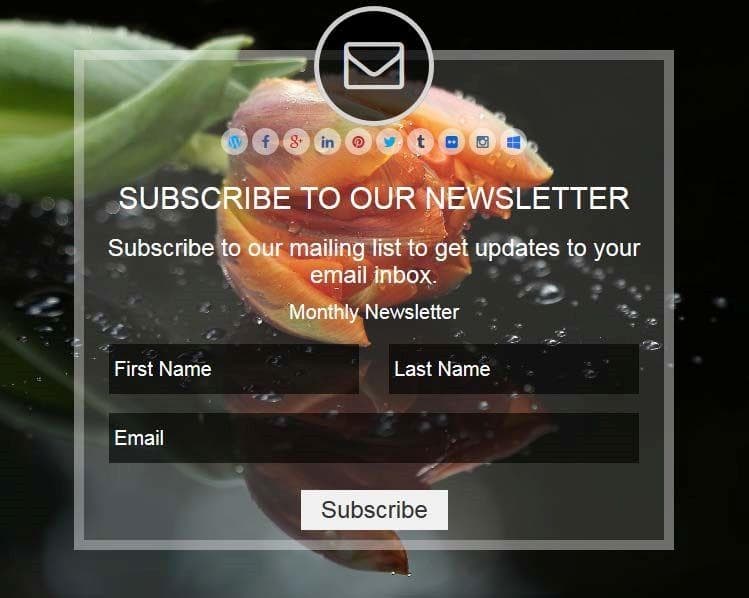 SUBSCRIBE TO OUR NEWSLETTER
Subscribe to our mailing list to get updates to your
email inbox.
Monthly Newsletter
First Name Last Name
Email
Subscribe